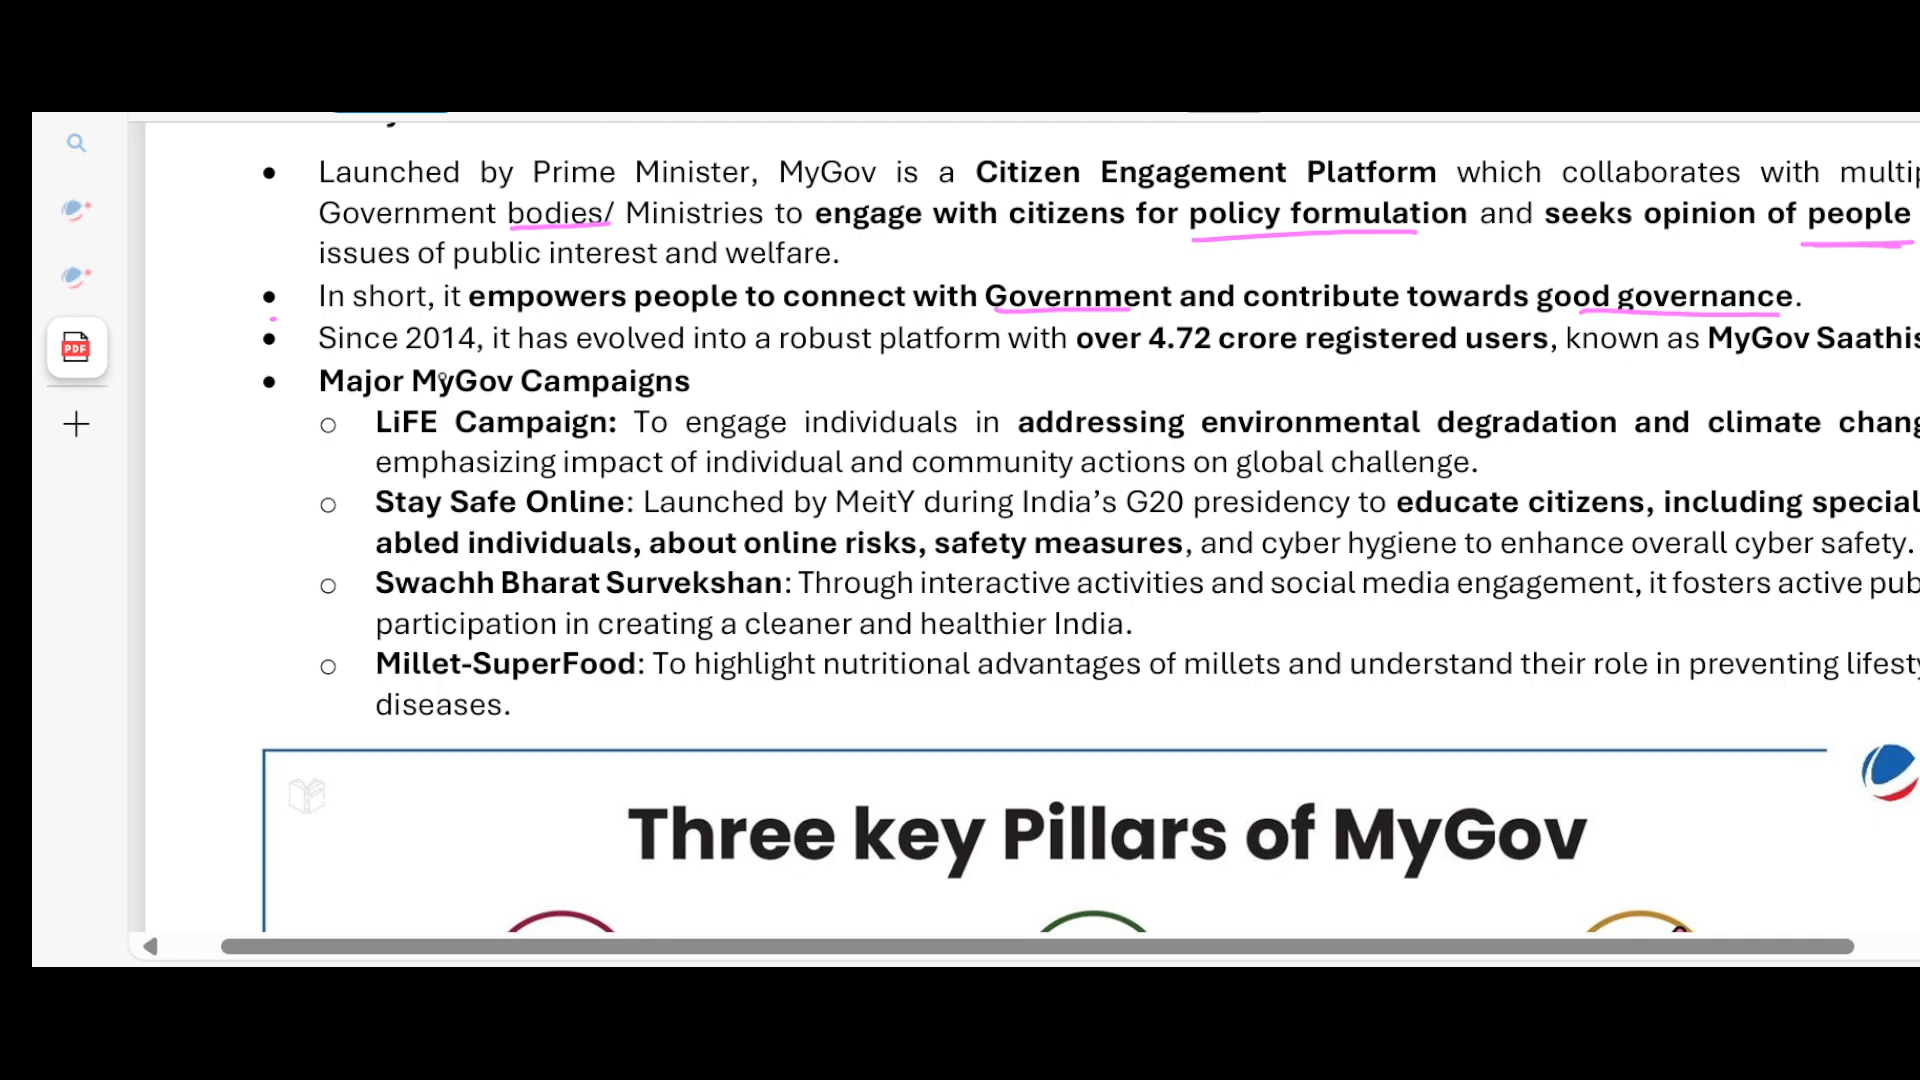 Launched by Prime Minister, MyGov is a Citizen Engagement Platform which collaborates with
Government bodies/ Ministries to engage with citizens for policy formulation and seeks opinion of people
issues of public interest and welfare.
In short, it empowers people to connect with Government and contribute towards good governance.
Since 2014, it has evolved into a robust platform with over 4.72 crore registered users, known as MyGov Saathis
Major MyGov Campaigns
LiFE Campaign: To engage individuals in addressing environmental degradation and climate
emphasizing impact of individual and community actions on global challenge.
Stay Safe Online: Launched by MeitY during India's G20 presidency to educate citizens, including special
abled individuals, about online risks, safety measures, and cyber hygiene to enhance overall cyber safety.
Swachh Bharat Survekshan: Through interactive activities and social media engagement, it fosters active
participation in creating a cleaner and healthier India.
Millet-SuperFood: To highlight nutritional advantages of millets and understand their role in preventing
diseases.
PDF
Three key Pillars of MyGov